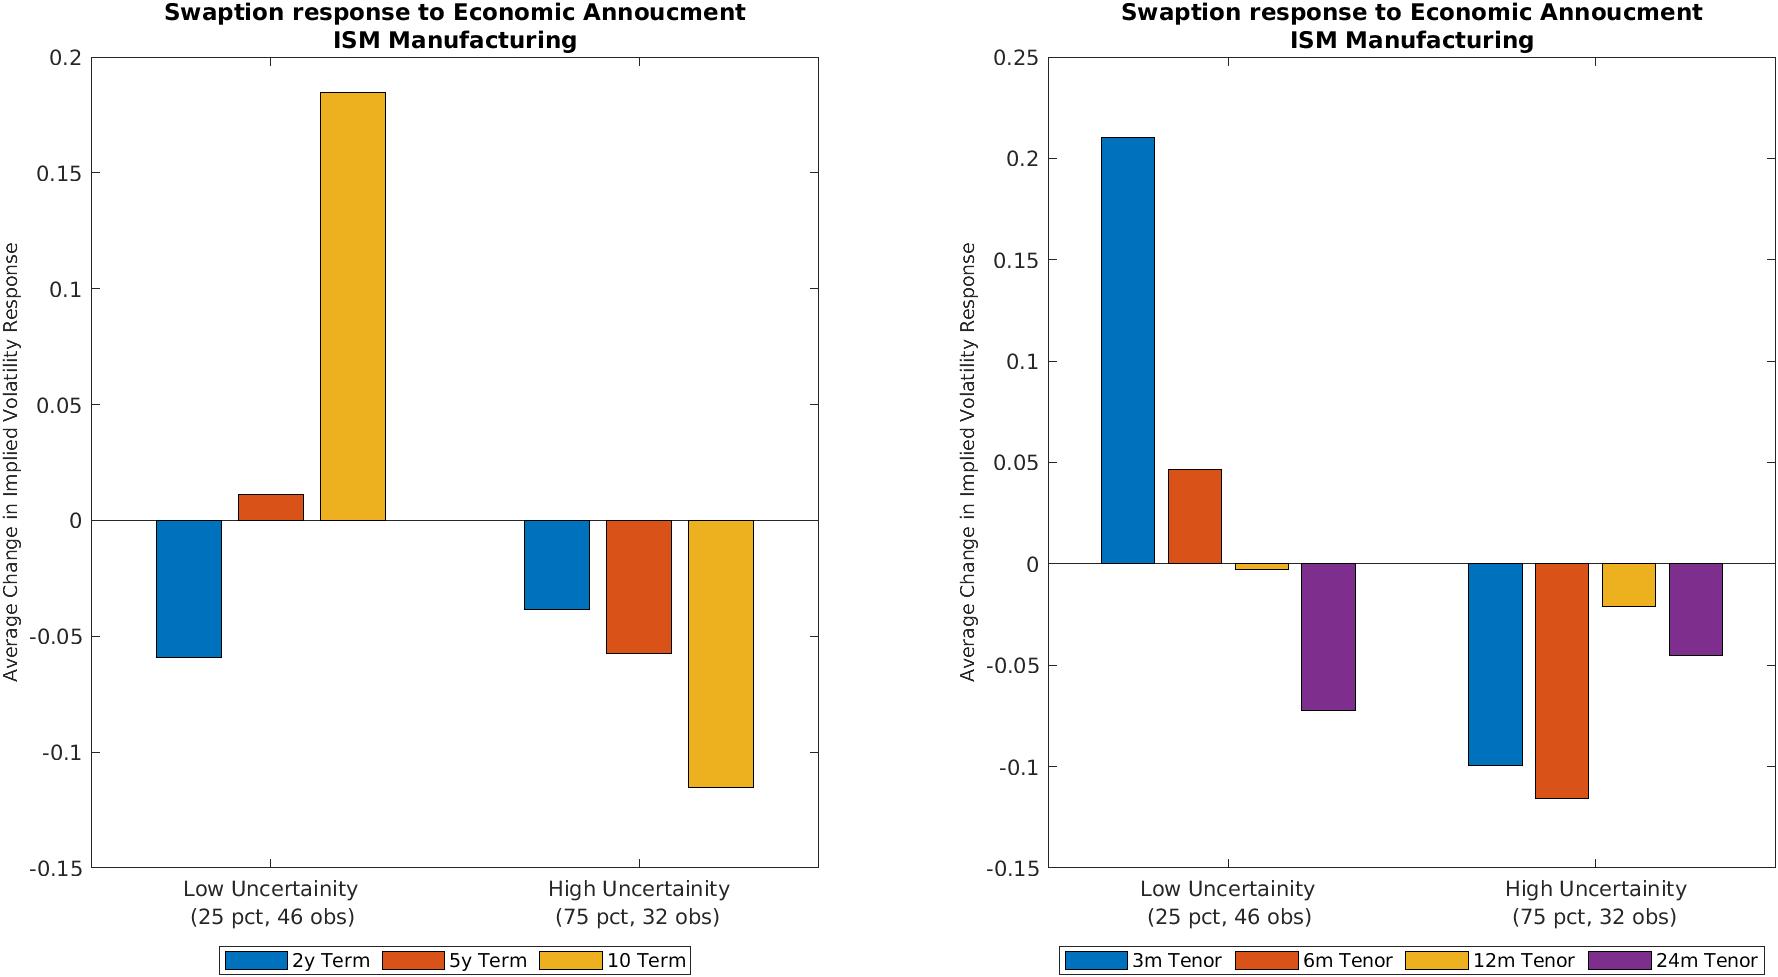 Swaption response to Economic Annoucment
ISM Manufacturing
Average Change in Implied Volatility Response
0.2
0.15
0.1
0.05
0
-0.05
-0.1
-0.15
Low Uncertainity
(25 pct, 46 obs)
High Uncertainity
(75 pct, 32 obs)
2y Term
5y Term
10 Term
Swaption response to Economic Annoucment
ISM Manufacturing
Average Change in Implied Volatility Response
0.25
0.2
0.15
0.1
0.05
0
-0.05
-0.1
-0.15
Low Uncertainity
(25 pct, 46 obs)
High Uncertainity
(75 pct, 32 obs)
3m Tenor
6m Tenor
12m Tenor
24m Tenor